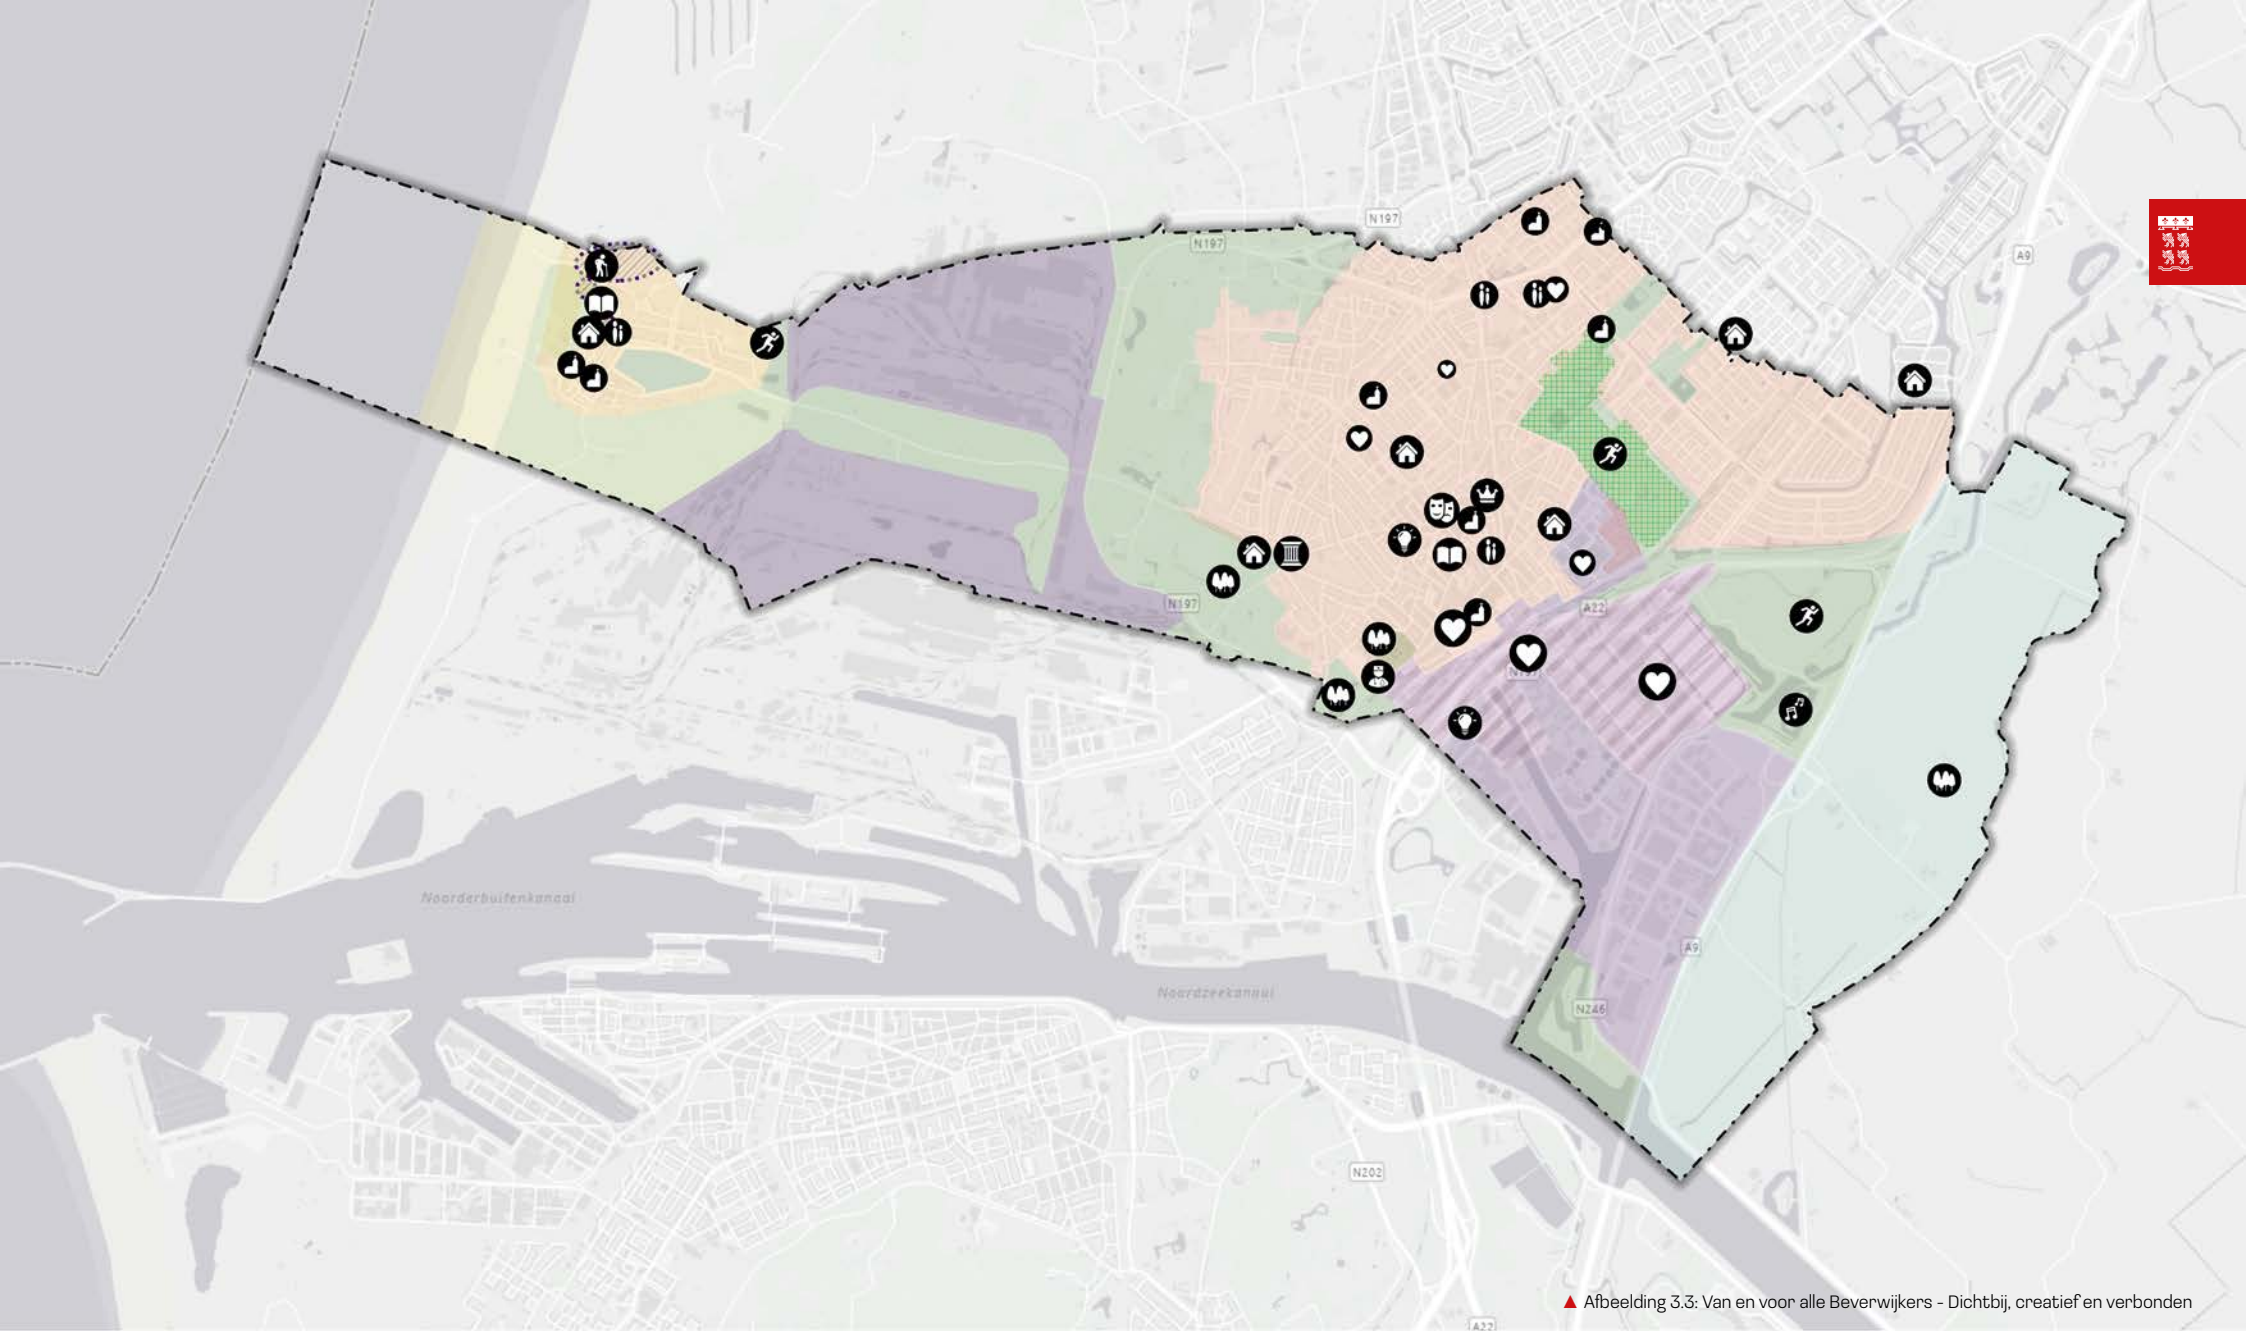 N197
N197
A9
N197
A22
N197
Noorderbuitenkanaal
A9
Noordzeekanaal
N246
N202
▲ Afbeelding 3.3: Van en voor alle Beverwijkers - Dichtbij, creatief en verbonden
A22